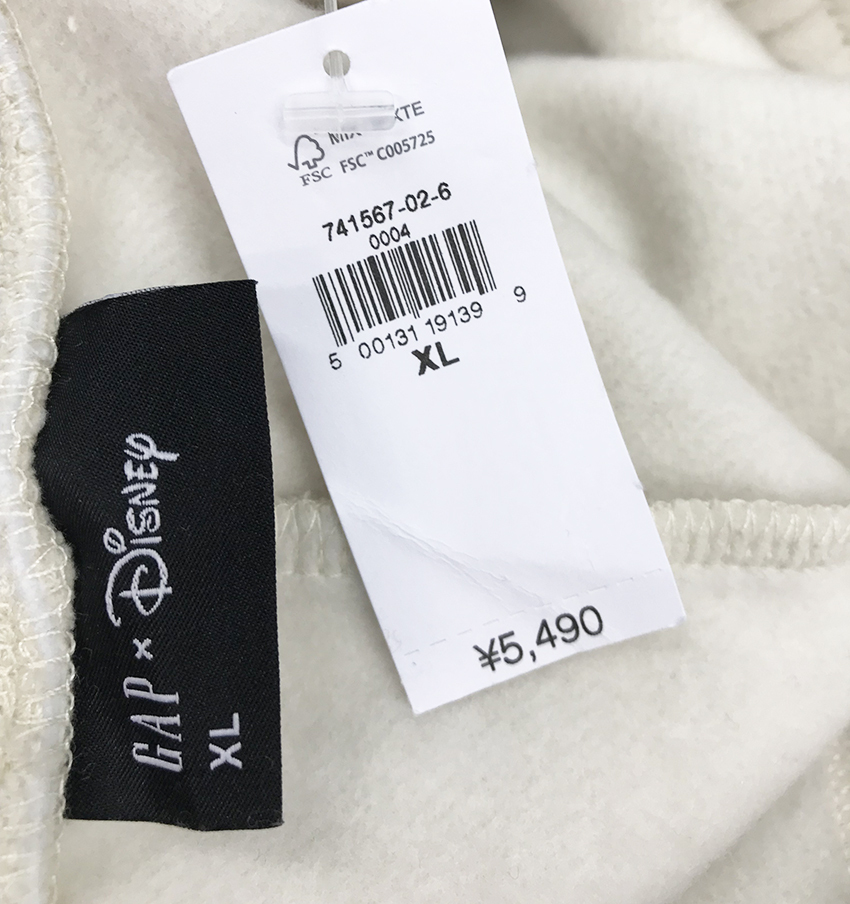 FSC FSC™ C005725
741567-02-6
0004
5 00131 19139 9
XL
¥5,490
GAP × Disney
XL